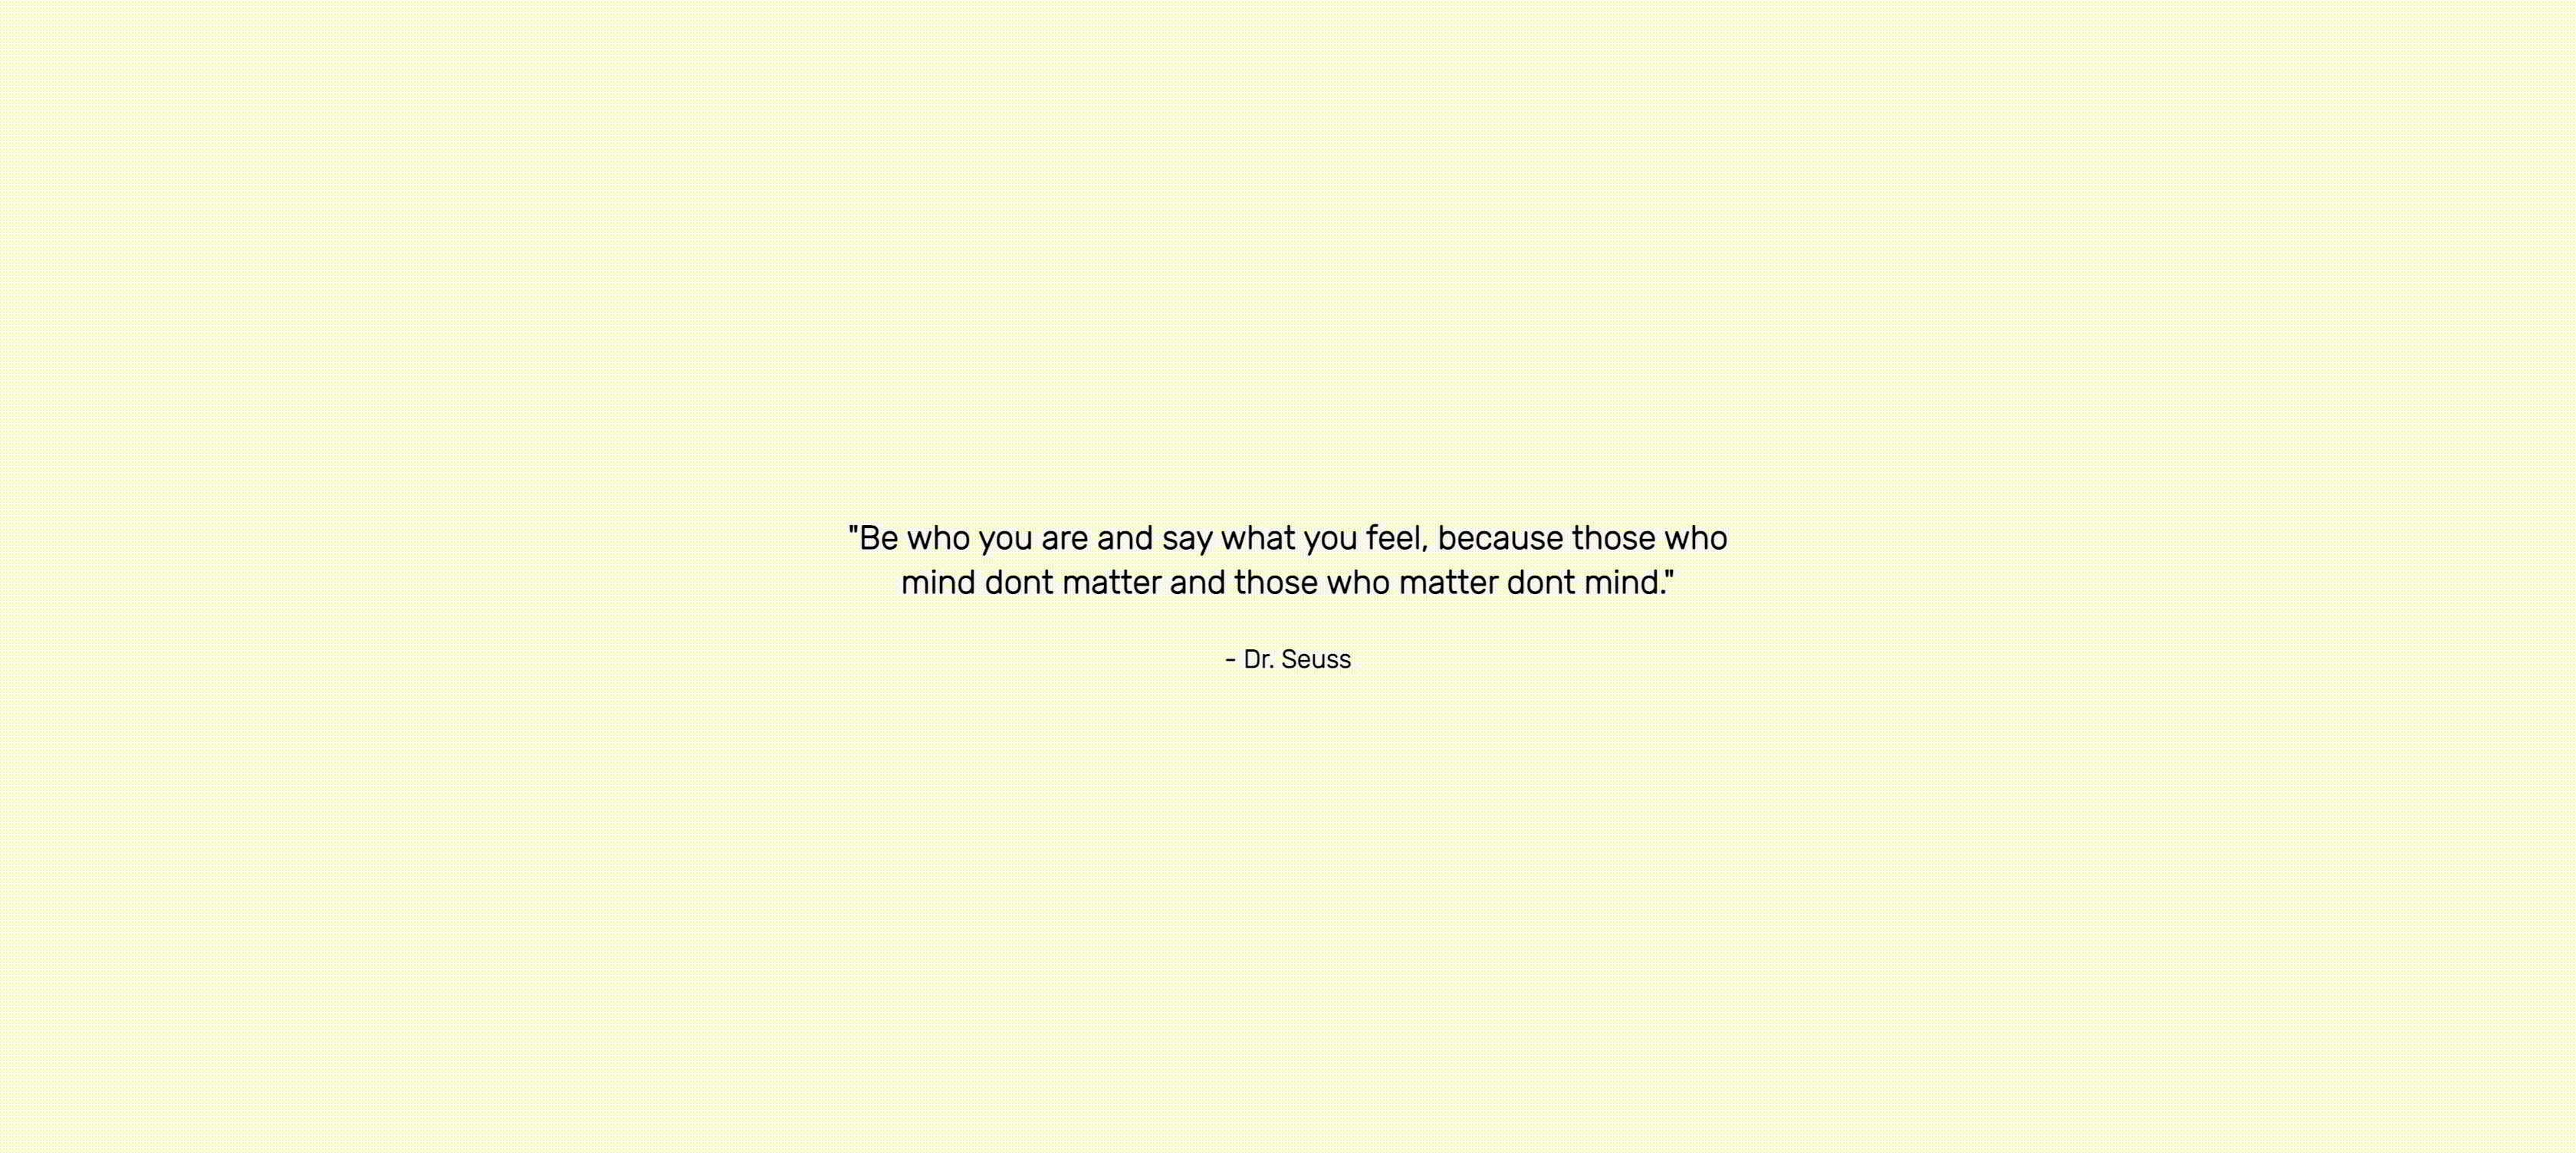 "Be who you are and say what you feel, because those who
mind dont matter and those who matter dont mind."
- Dr. Seuss